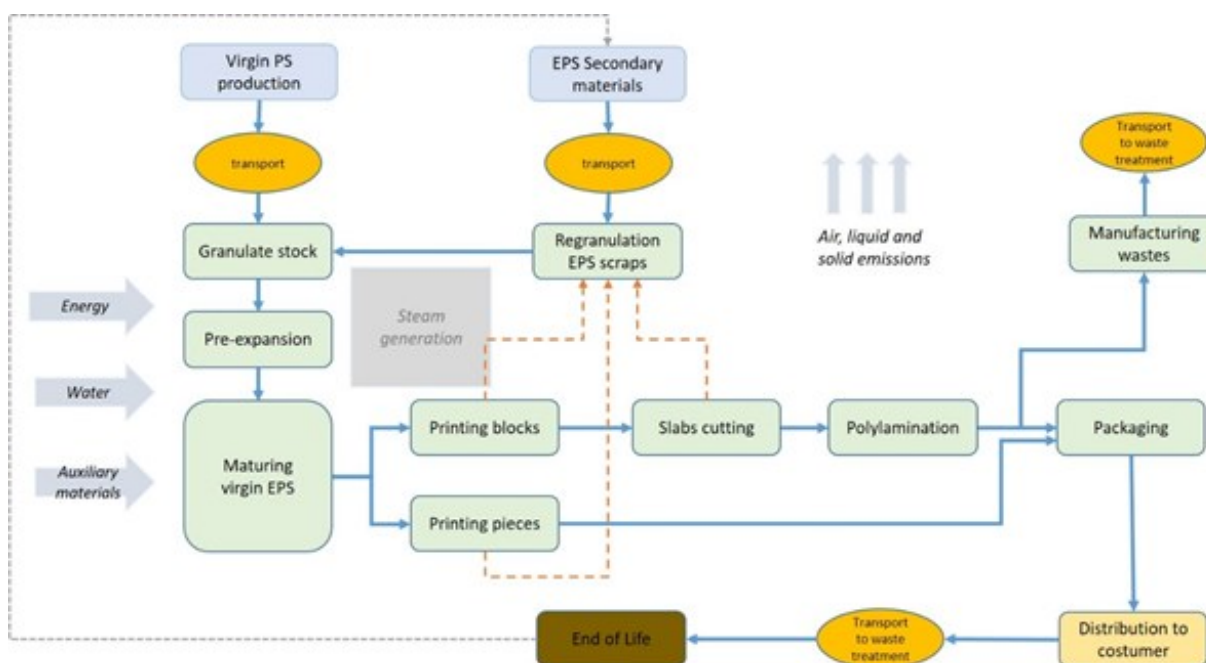 Virgin PS
production
EPS Secondary
materials
transport
transport
Transport
to waste
treatment
Granulate stock
Regranulation
EPS scraps
Air, liquid and
solid emissions
Manufacturing
wastes
Energy
Pre-expansion
Steam
generation
Water
Auxiliary
materials
Maturing
virgin EPS
Printing blocks
Slabs cutting
Polylamination
Packaging
Printing pieces
End of Life
Transport
to waste
treatment
Distribution to
costumer